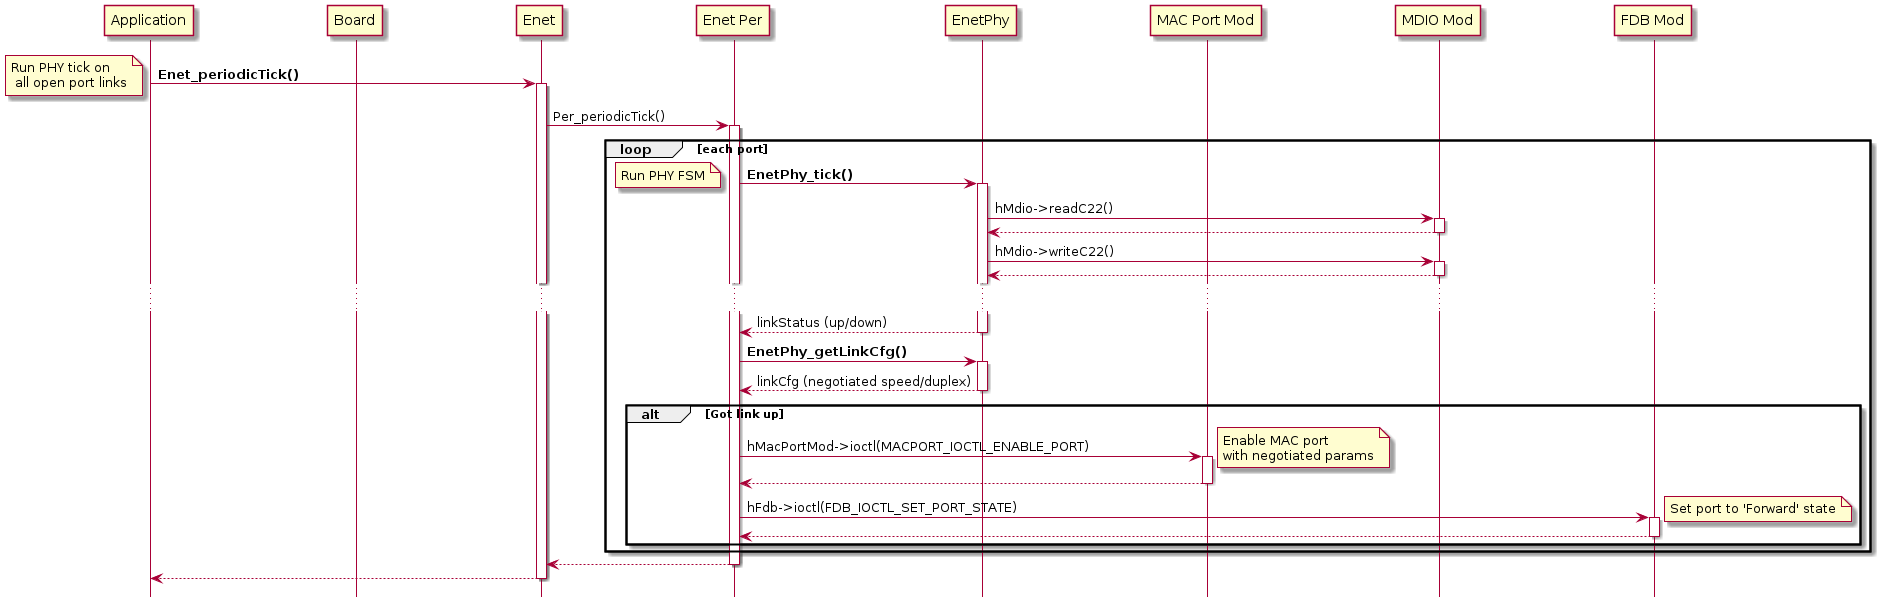 Application
Board
Enet
Enet Per
EnetPhy
MAC Port Mod
MDIO Mod
FDB Mod
Run PHY tick on
all open port links
Enet_periodicTick()
Per_periodicTick()
loop
[each port]
Run PHY FSM
EnetPhy_tick()
hMdio->readC22()
hMdio->writeC22()
linkStatus (up/down)
EnetPhy_getLinkCfg()
linkCfg (negotiated speed/duplex)
alt
[Got link up]
hMacPortMod->ioctl(MACPORT_IOCTL_ENABLE_PORT)
Enable MAC port
with negotiated params
hFdb->ioctl(FDB_IOCTL_SET_PORT_STATE)
Set port to 'Forward' state